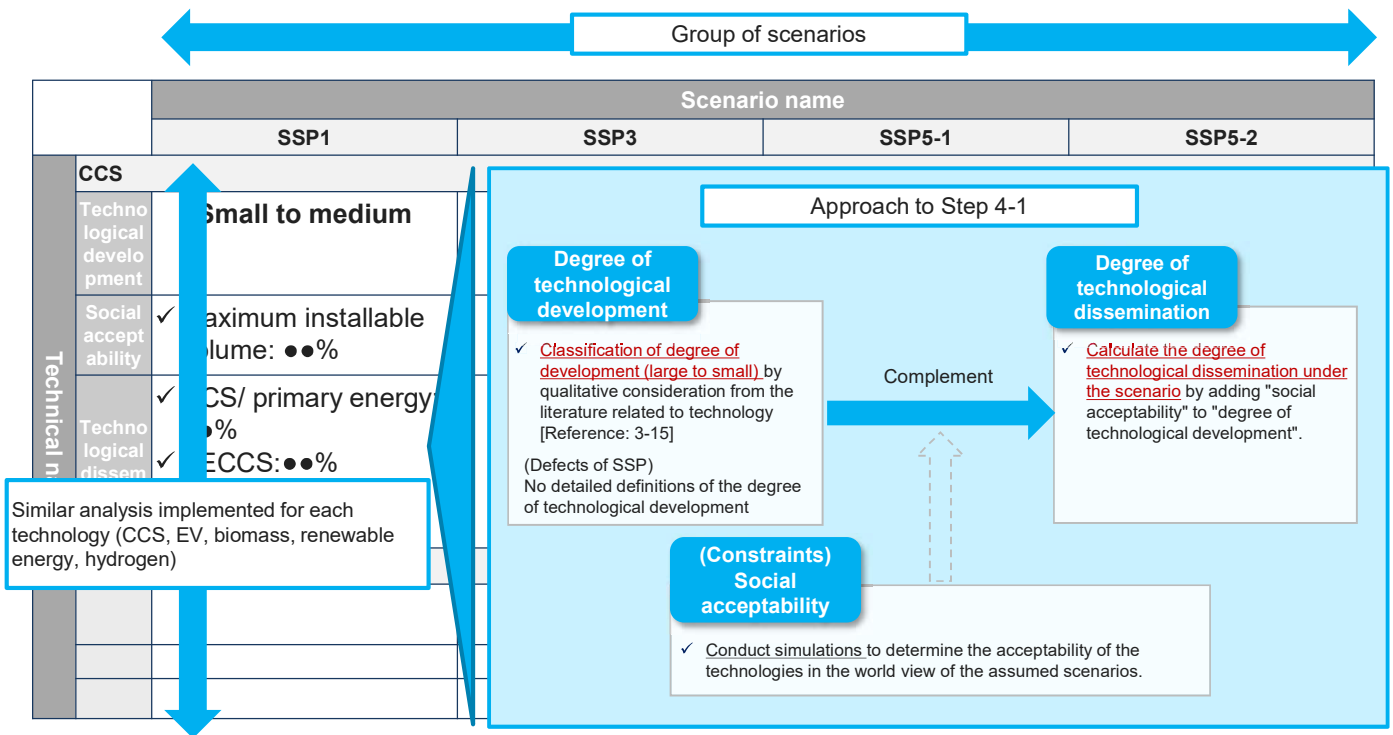 Group of scenarios
Scenario name
SSP1
SSP3
SSP5-1
SSP5-2
CCS
Techno
logical
develo
pment
Small to medium
Social
accept
ability
✓
aximum installable
olume: ●●%
Techno
logical
dissem
✓
CS/ primary energy:
●%
✓
ECCS:●●%
Technical na
Similar analysis implemented for each
technology (CCS, EV, biomass, renewable
energy, hydrogen)
Approach to Step 4-1
Degree of
technological
development
✓ Classification of degree of
development (large to small) by
qualitative consideration from the
literature related to technology
[Reference: 3-15]
(Defects of SSP)
No detailed definitions of the degree
of technological development
Complement
Degree of
technological
dissemination
✓ Calculate the degree of
technological dissemination under
the scenario by adding "social
acceptability" to "degree of
technological development".
(Constraints)
Social
acceptability
✓ Conduct simulations to determine the acceptability of the
technologies in the world view of the assumed scenarios.